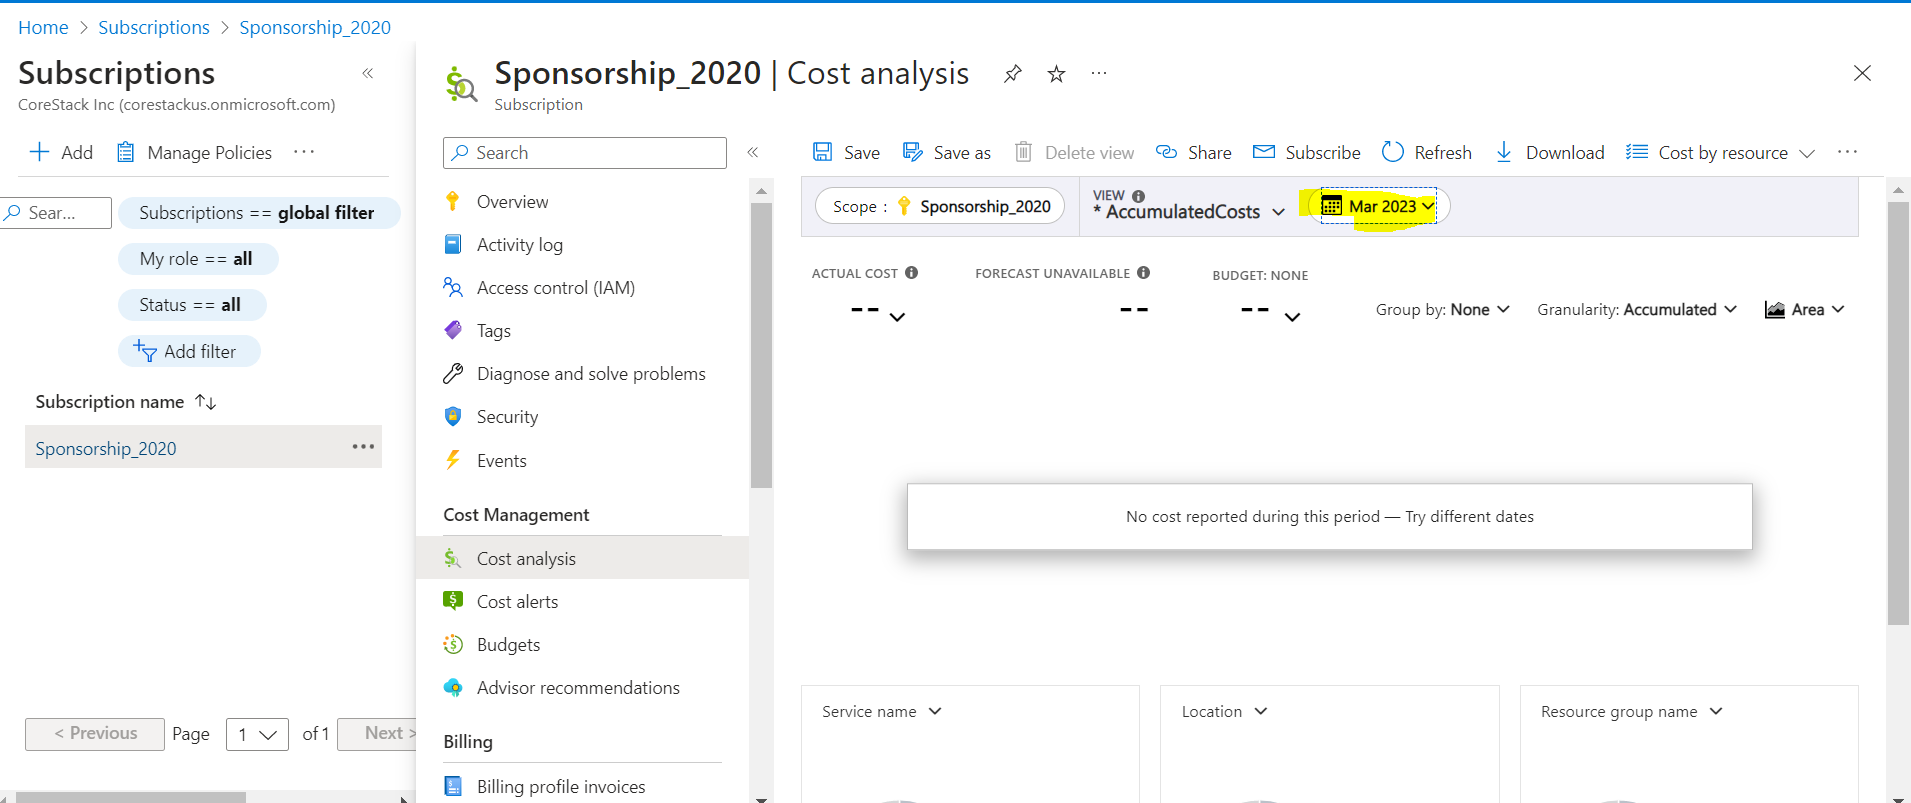 Home > Subscriptions > Sponsorship_2020
Subscriptions «
CoreStack Inc (corestackus.onmicrosoft.com)
+ Add Manage Policies ...
Sear...
Subscriptions == global filter
My role == all
Status == all
Add filter
Subscription name ↑↓
Sponsorship_2020 ...
< Previous Page 1 of 1 Next >
Sponsorship_2020 | Cost analysis ...
Subscription
Search «
Overview
Activity log
Access control (IAM)
Tags
Diagnose and solve problems
Security
Events
Cost Management
Cost analysis
Cost alerts
Budgets
Advisor recommendations
Billing
Billing profile invoices
Save Save as Delete view Share Subscribe Refresh Download Cost by resource ...
Scope : Sponsorship_2020
VIEW
* AccumulatedCosts
Mar 2023
ACTUAL COST FORECAST UNAVAILABLE BUDGET: NONE
-- -- --
Group by: None Granularity: Accumulated Area
No cost reported during this period — Try different dates
Service name Location Resource group name